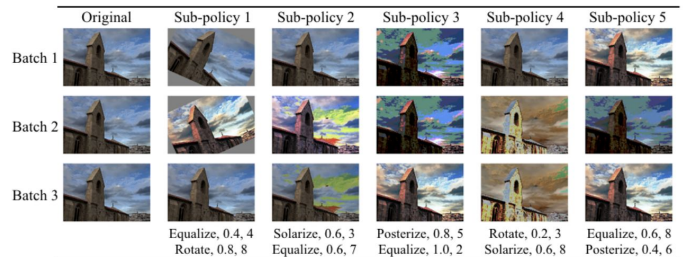 Original Sub-policy 1 Sub-policy 2 Sub-policy 3 Sub-policy 4 Sub-policy 5
Batch 1
Batch 2
Batch 3
Equalize, 0.4, 4 Solarize, 0.6, 3 Posterize, 0.8, 5 Rotate, 0.2, 3 Equalize, 0.6, 8
Rotate, 0.8, 8 Equalize, 0.6, 7 Equalize, 1.0, 2 Solarize, 0.6, 8 Posterize, 0.4, 6